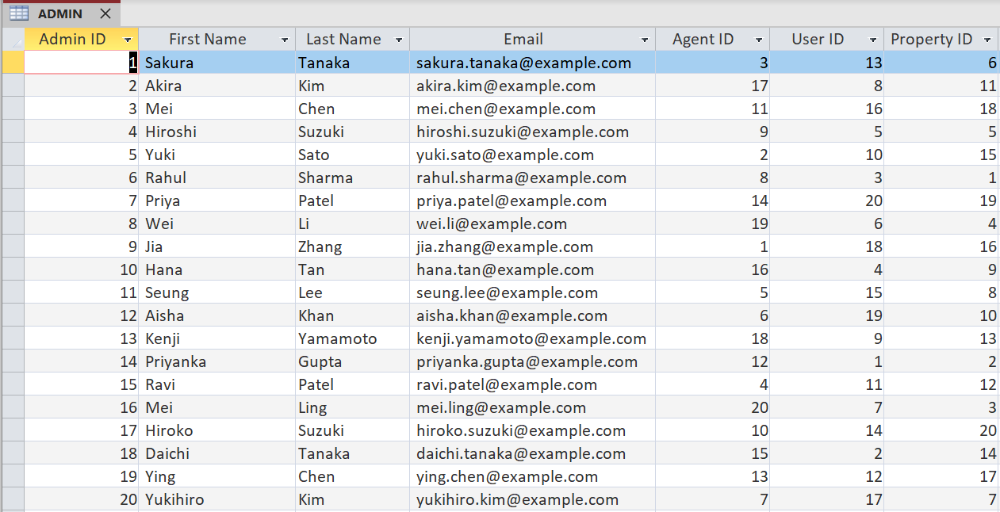 ADMIN
Admin ID First Name Last Name Email Agent ID User ID Property ID
1 Sakura Tanaka sakura.tanaka@example.com 3 13 6
2 Akira Kim akira.kim@example.com 17 8 11
3 Mei Chen mei.chen@example.com 11 16 18
4 Hiroshi Suzuki hiroshi.suzuki@example.com 9 5 5
5 Yuki Sato yuki.sato@example.com 2 10 15
6 Rahul Sharma rahul.sharma@example.com 8 3 1
7 Priya Patel priya.patel@example.com 14 20 19
8 Wei Li wei.li@example.com 19 6 4
9 Jia Zhang jia.zhang@example.com 1 18 16
10 Hana Tan hana.tan@example.com 16 4 9
11 Seung Lee seung.lee@example.com 5 15 8
12 Aisha Khan aisha.khan@example.com 6 19 10
13 Kenji Yamamoto kenji.yamamoto@example.com 18 9 13
14 Priyanka Gupta priyanka.gupta@example.com 12 1 2
15 Ravi Patel ravi.patel@example.com 4 11 12
16 Mei Ling mei.ling@example.com 20 7 3
17 Hiroko Suzuki hiroko.suzuki@example.com 10 14 20
18 Daichi Tanaka daichi.tanaka@example.com 15 2 14
19 Ying Chen ying.chen@example.com 13 12 17
20 Yukihiro Kim yukihiro.kim@example.com 7 17 7